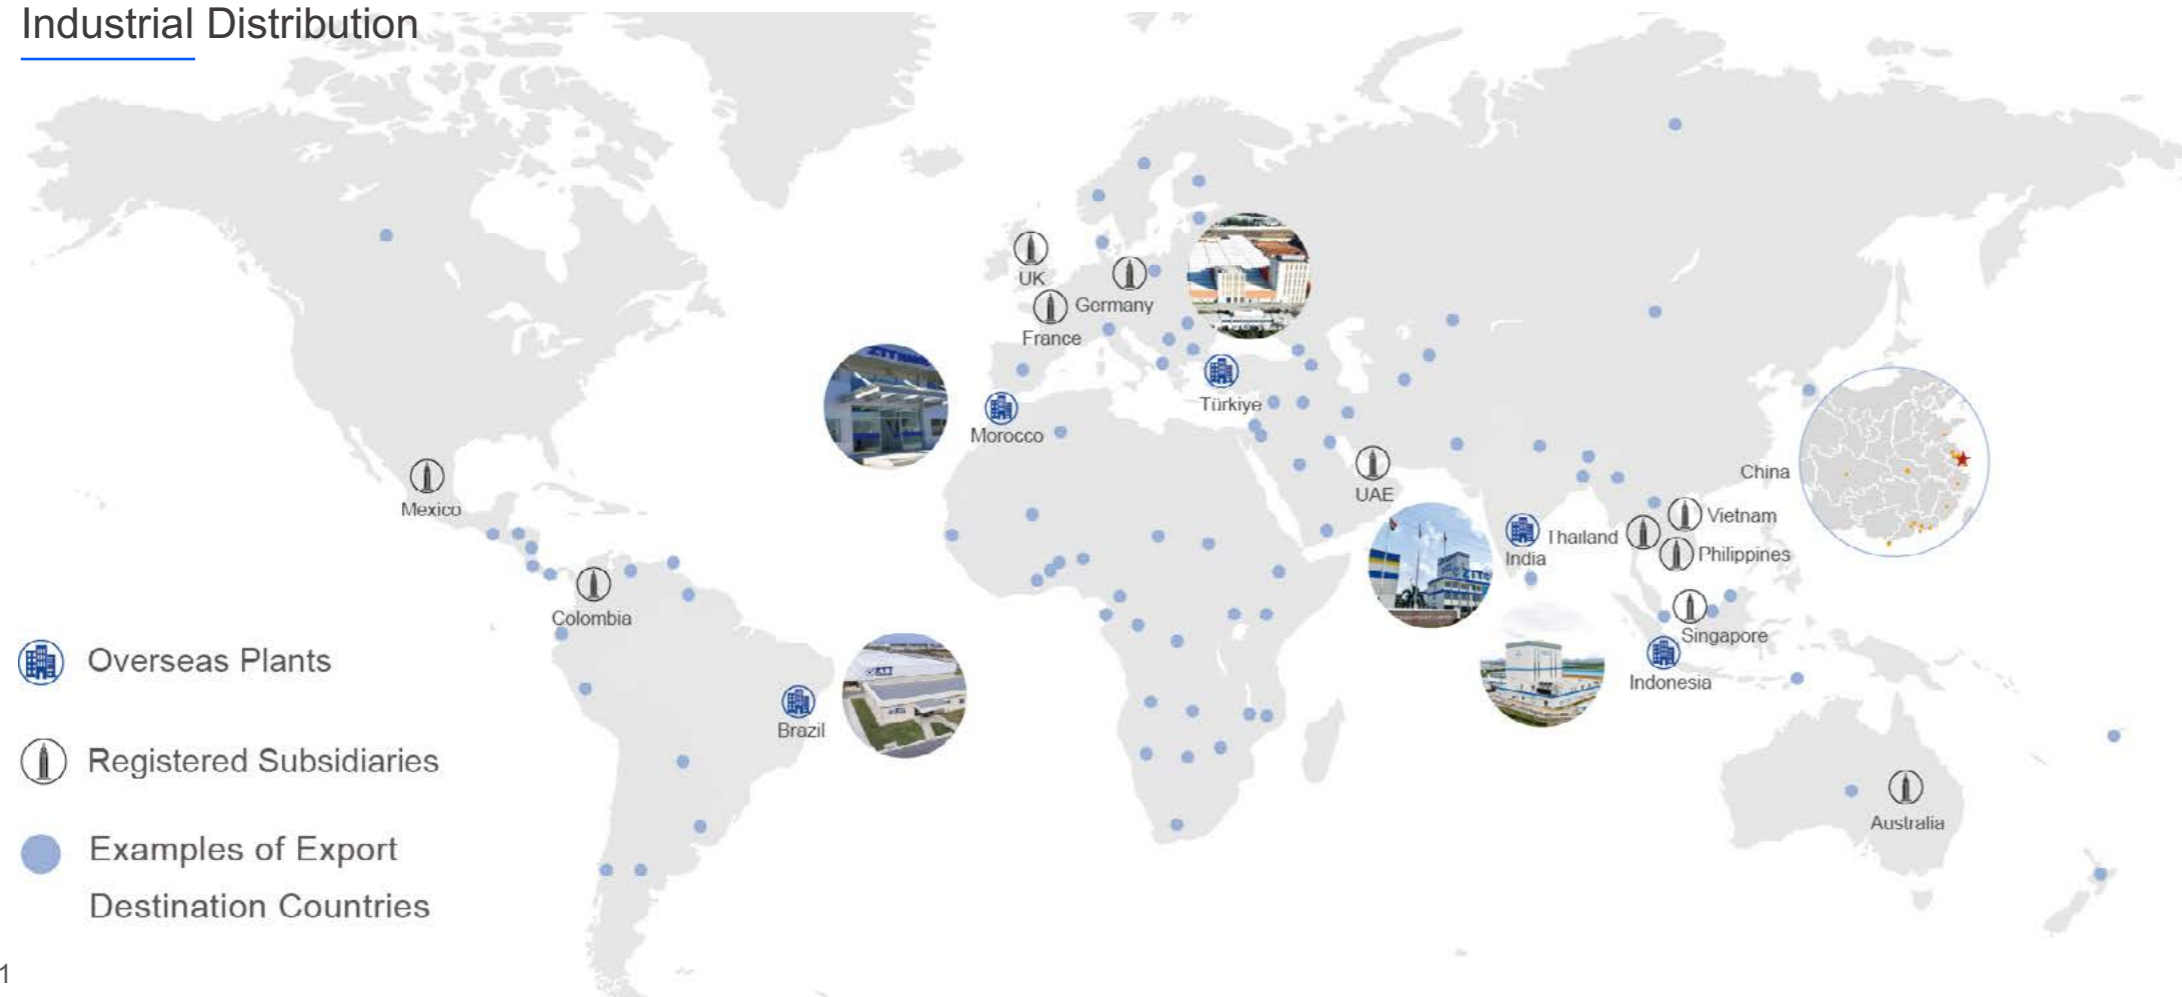 Industrial Distribution
UK
Germany
France
Türkiye
Morocco
Mexico
UAE
China
Vietnam
Thailand
India
Philippines
Colombia
Singapore
Indonesia
Brazil
Australia
Overseas Plants
Registered Subsidiaries
Examples of Export
Destination Countries
1